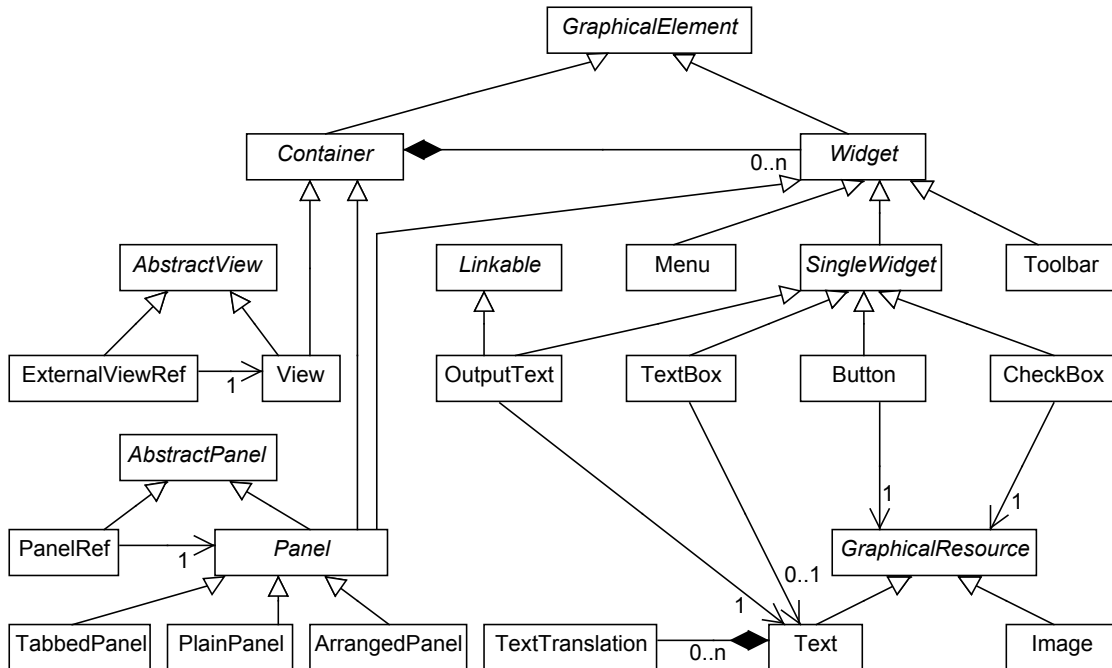 GraphicalElement
Container
Widget
0..n
AbstractView
Linkable
Menu
SingleWidget
Toolbar
ExternalViewRef
1
View
OutputText
TextBox
Button
CheckBox
AbstractPanel
1
1
PanelRef
1
Panel
GraphicalResource
0..1
1
TabbedPanel
PlainPanel
ArrangedPanel
TextTranslation
0..n
Text
Image